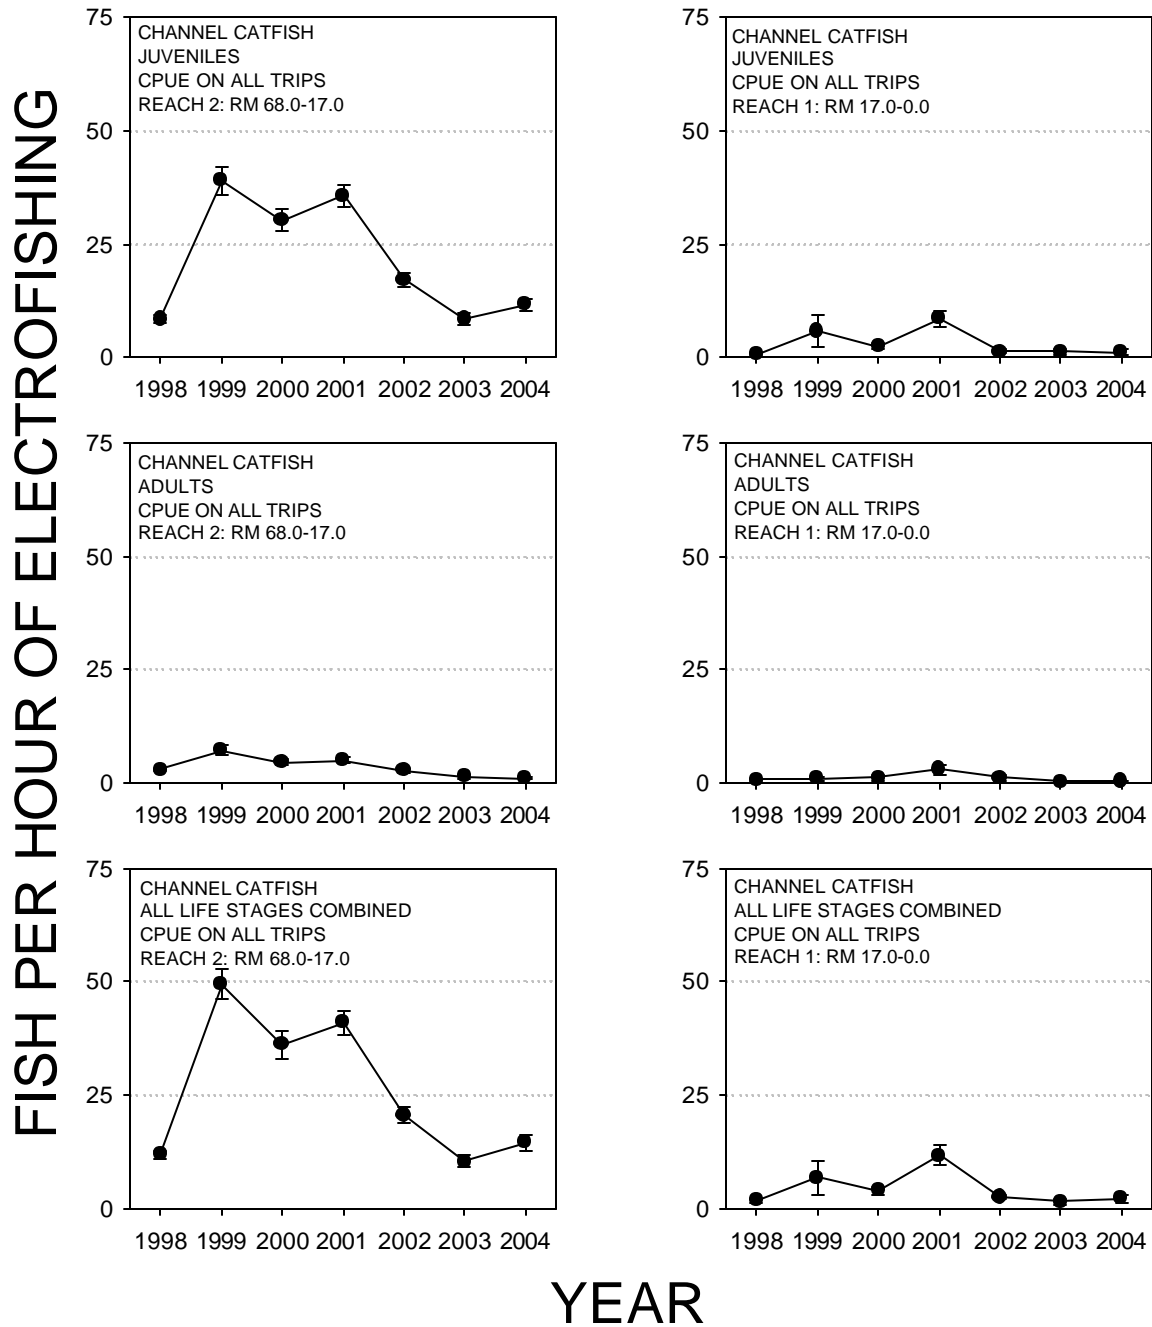 FISH PER HOUR OF ELECTROFISHING
75
CHANNEL CATFISH
JUVENILES
CPUE ON ALL TRIPS
REACH 2: RM 68.0-17.0
50
25
0
1998 1999 2000 2001 2002 2003 2004
75
CHANNEL CATFISH
JUVENILES
CPUE ON ALL TRIPS
REACH 1: RM 17.0-0.0
50
25
0
1998 1999 2000 2001 2002 2003 2004
75
CHANNEL CATFISH
ADULTS
CPUE ON ALL TRIPS
REACH 2: RM 68.0-17.0
50
25
0
1998 1999 2000 2001 2002 2003 2004
75
CHANNEL CATFISH
ADULTS
CPUE ON ALL TRIPS
REACH 1: RM 17.0-0.0
50
25
0
1998 1999 2000 2001 2002 2003 2004
75
CHANNEL CATFISH
ALL LIFE STAGES COMBINED
CPUE ON ALL TRIPS
REACH 2: RM 68.0-17.0
50
25
0
1998 1999 2000 2001 2002 2003 2004
75
CHANNEL CATFISH
ALL LIFE STAGES COMBINED
CPUE ON ALL TRIPS
REACH 1: RM 17.0-0.0
50
25
0
1998 1999 2000 2001 2002 2003 2004
YEAR